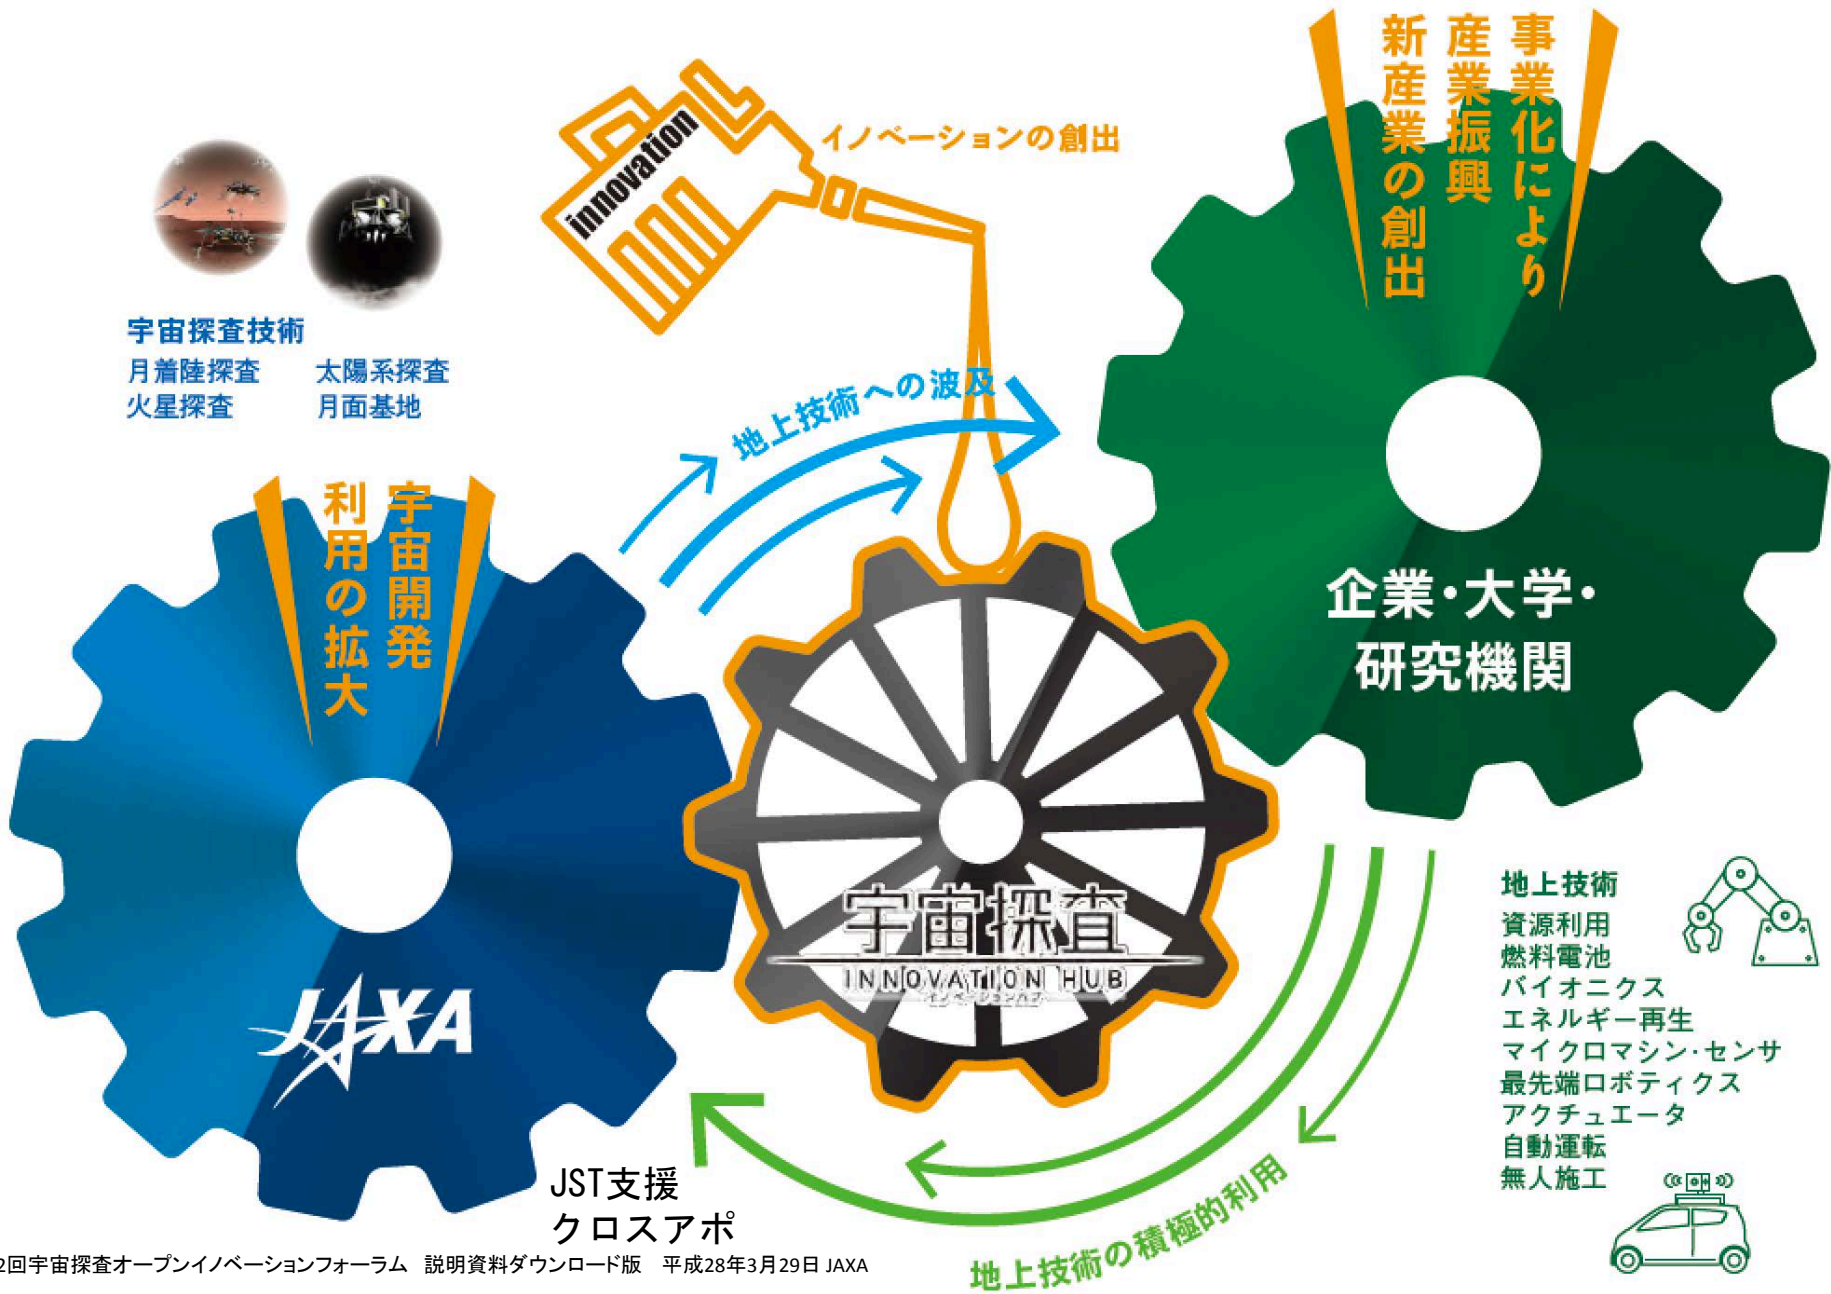 事業化により
産業振興
新産業の創出
innovation
イノベーションの創出
宇宙探査技術
月着陸探査
太陽系探査
火星探査
月面基地
地上技術への波及
宇宙開発
利用の拡大
企業・大学・
研究機関
JAXA
宇宙探査
INNOVATION HUB
イノベーションハブ
地上技術
資源利用
燃料電池
バイオニクス
エネルギー再生
マイクロマシン・センサ
最先端ロボティクス
アクチュエータ
自動運転
無人施工
地上技術の積極的利用
JST支援
クロスアポ
2回宇宙探査オープンイノベーションフォーラム 説明資料ダウンロード版 平成28年3月29日 JAXA